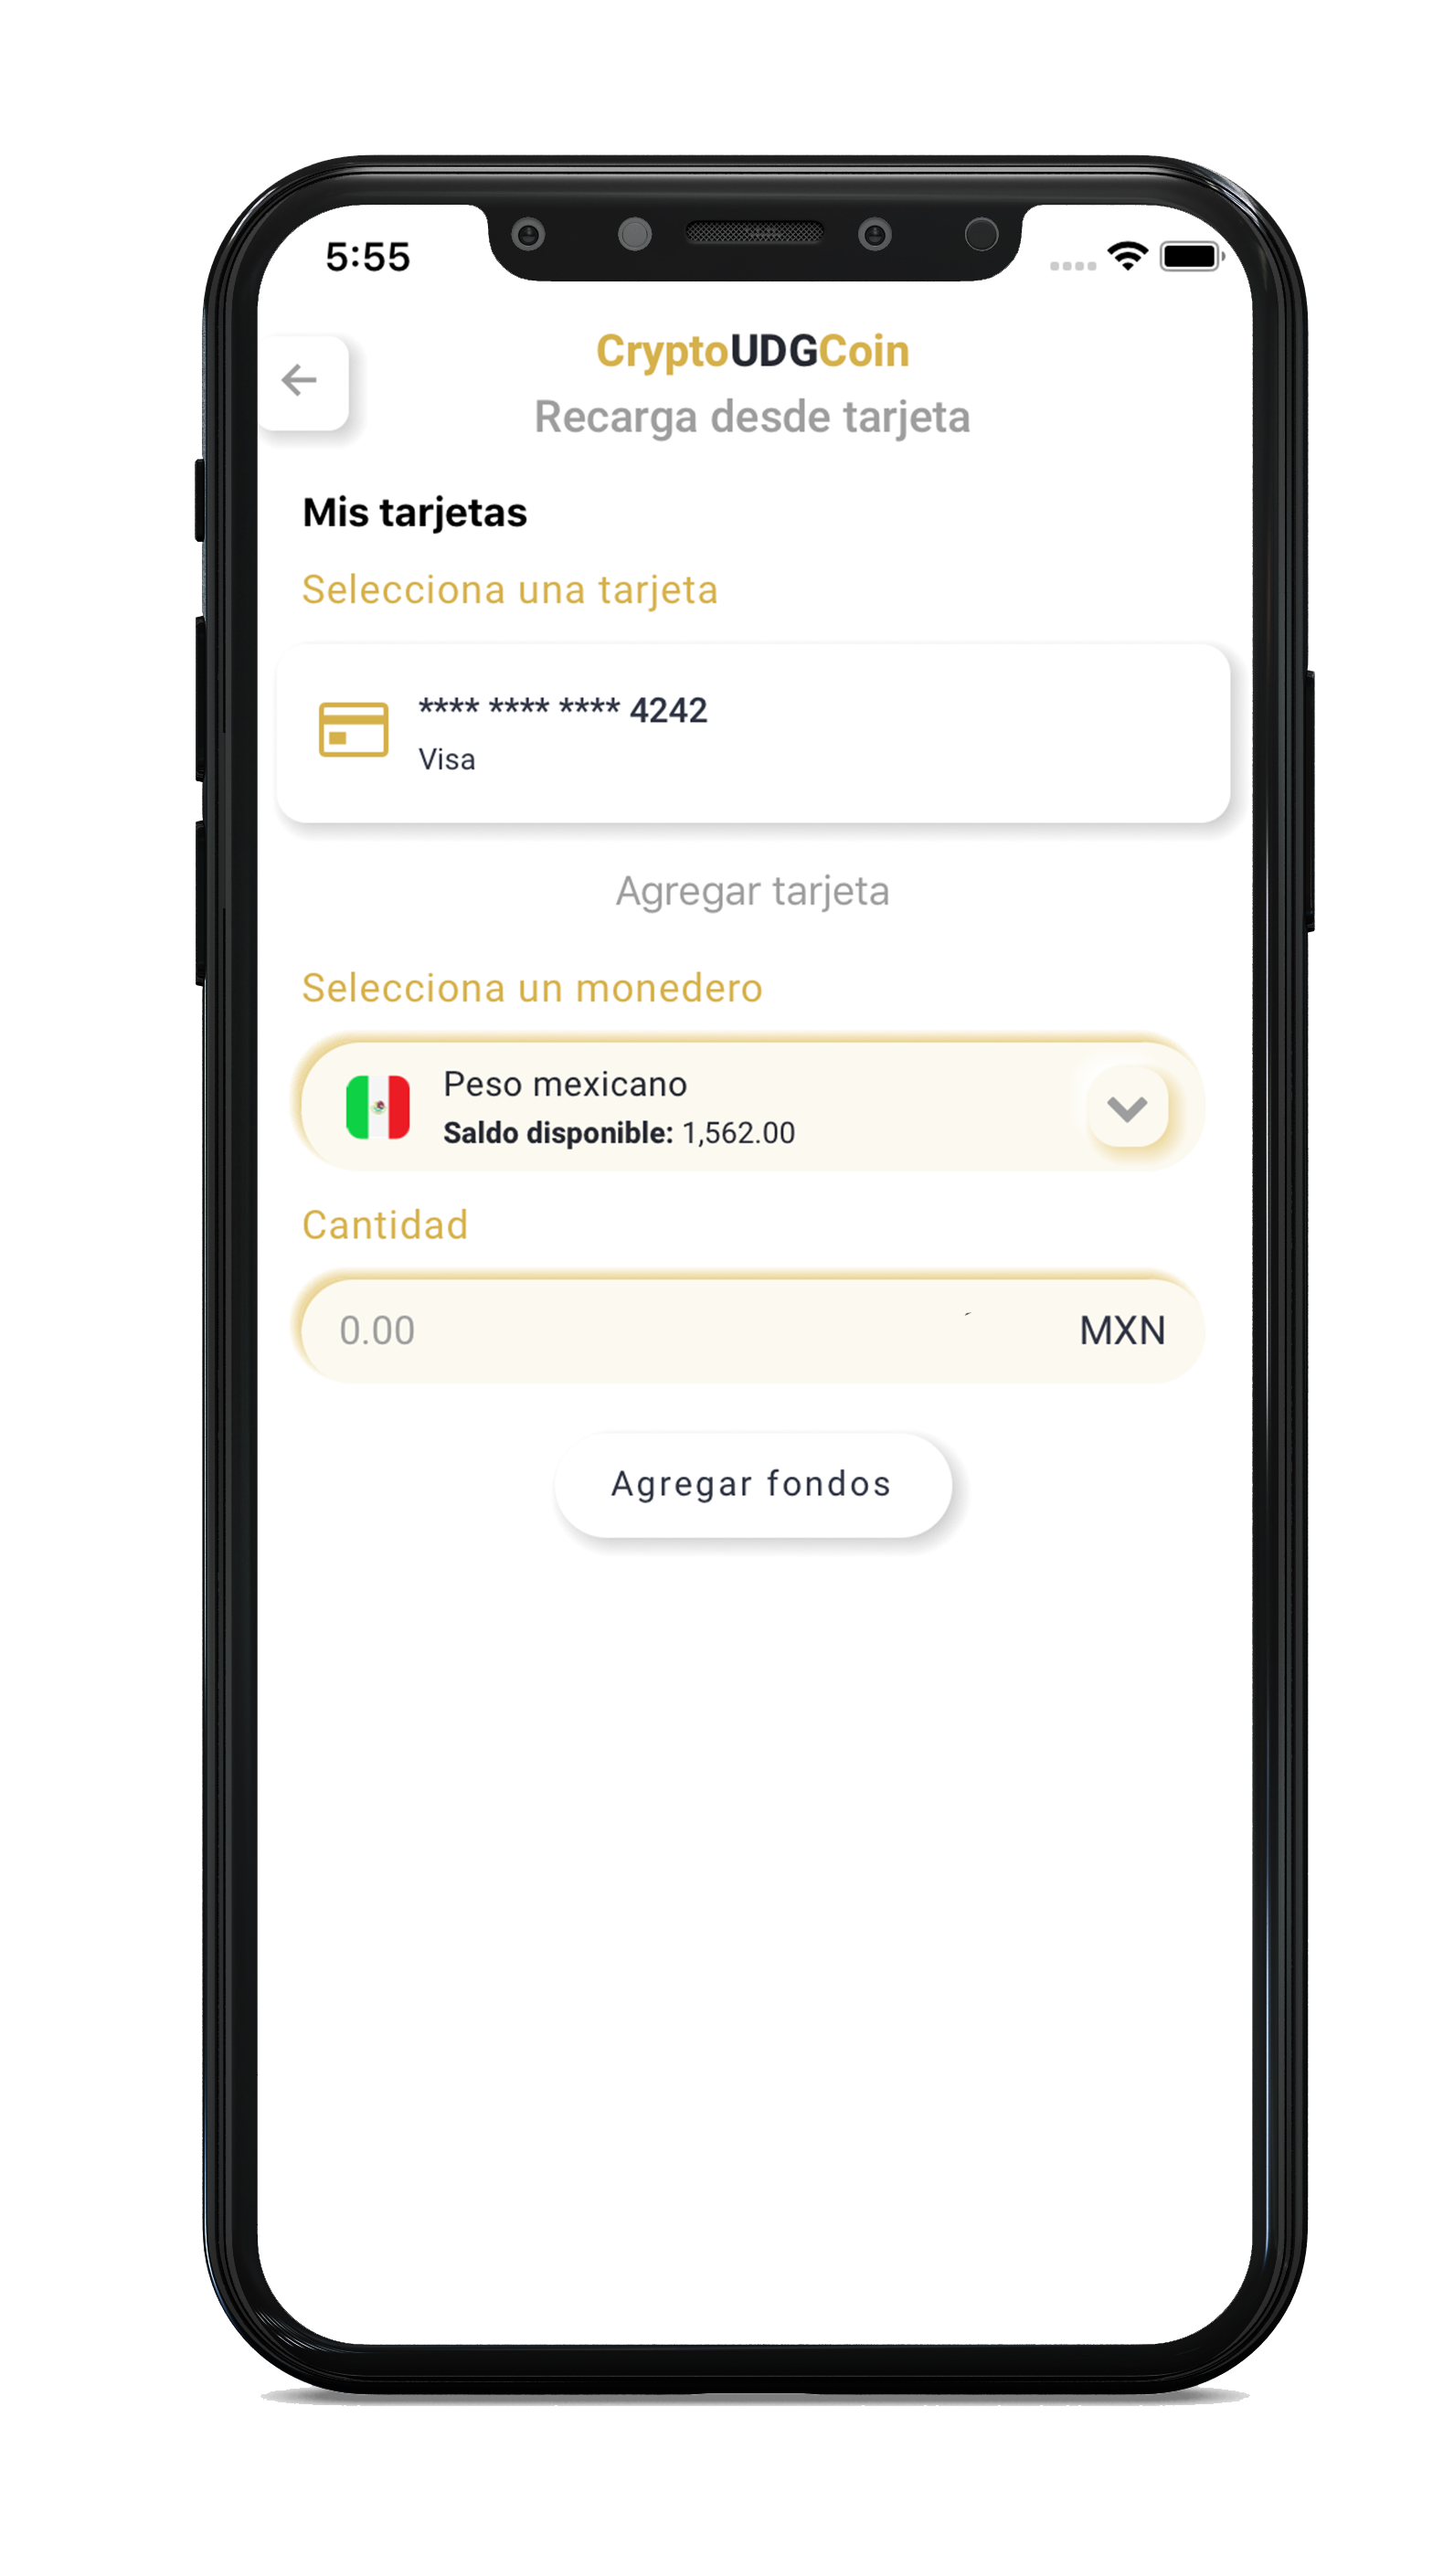 5:55
CryptoUDGCoin
Recarga desde tarjeta
Mis tarjetas
Selecciona una tarjeta
**** **** **** 4242
Visa
Agregar tarjeta
Selecciona un monedero
Peso mexicano
Saldo disponible: 1,562.00
Cantidad
0.00 MXN
Agregar fondos